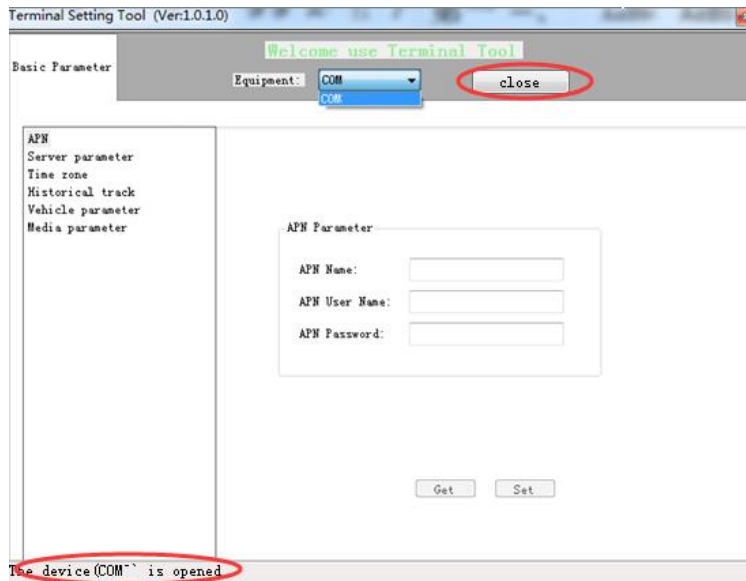 Terminal Setting Tool (Ver:1.0.1.0)
Welcome use Terminal Tool
Basic Parameter
Equipment: COM
close
COM
APN
Server parameter
Time zone
Historical track
Vehicle parameter
Media parameter
APN Parameter
APN Name:
APN User Name:
APN Password:
Get Set
The device(COM¯` is opened